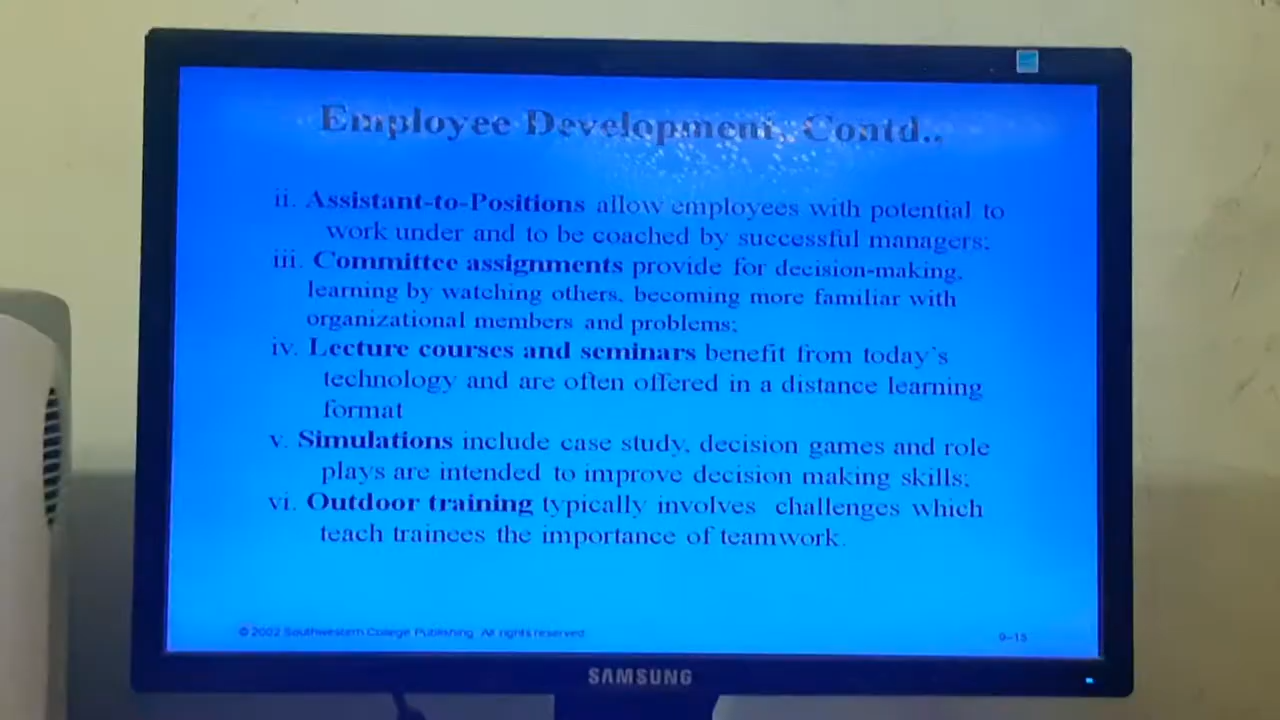 Employee Development, Contd..
ii. Assistant-to-Positions allow employees with potential to
work under and to be coached by successful managers;
iii. Committee assignments provide for decision-making,
learning by watching others, becoming more familiar with
organizational members and problems;
iv. Lecture courses and seminars benefit from today's
technology and are often offered in a distance learning
format
v. Simulations include case study, decision games and role
plays are intended to improve decision making skills;
vi. Outdoor training typically involves challenges which
teach trainees the importance of teamwork.
© 2002 Southwestern College Publishing. All rights reserved
9–15
SAMSUNG